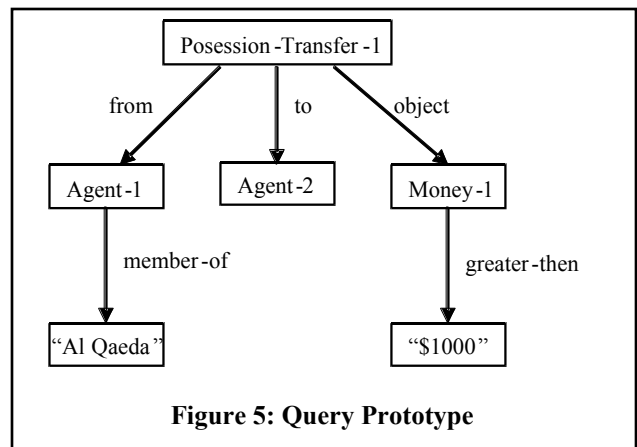 Posession-Transfer-1
from
to
object
Agent-1
Agent-2
Money-1
member-of
greater-then
“Al Qaeda”
“$1000”
Figure 5: Query Prototype